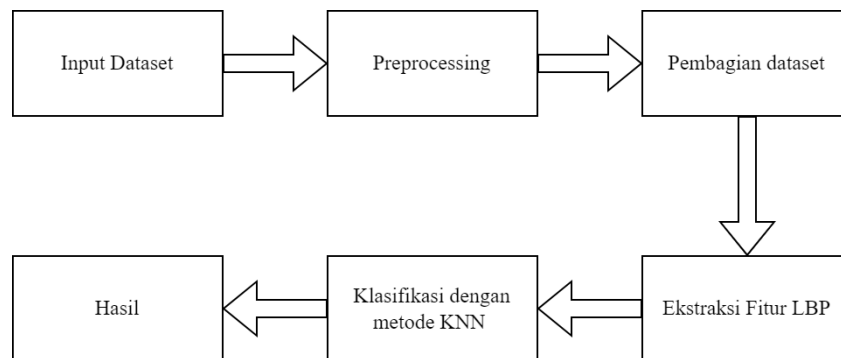 Input Dataset
Preprocessing
Pembagian dataset
Ekstraksi Fitur LBP
Klasifikasi dengan
metode KNN
Hasil